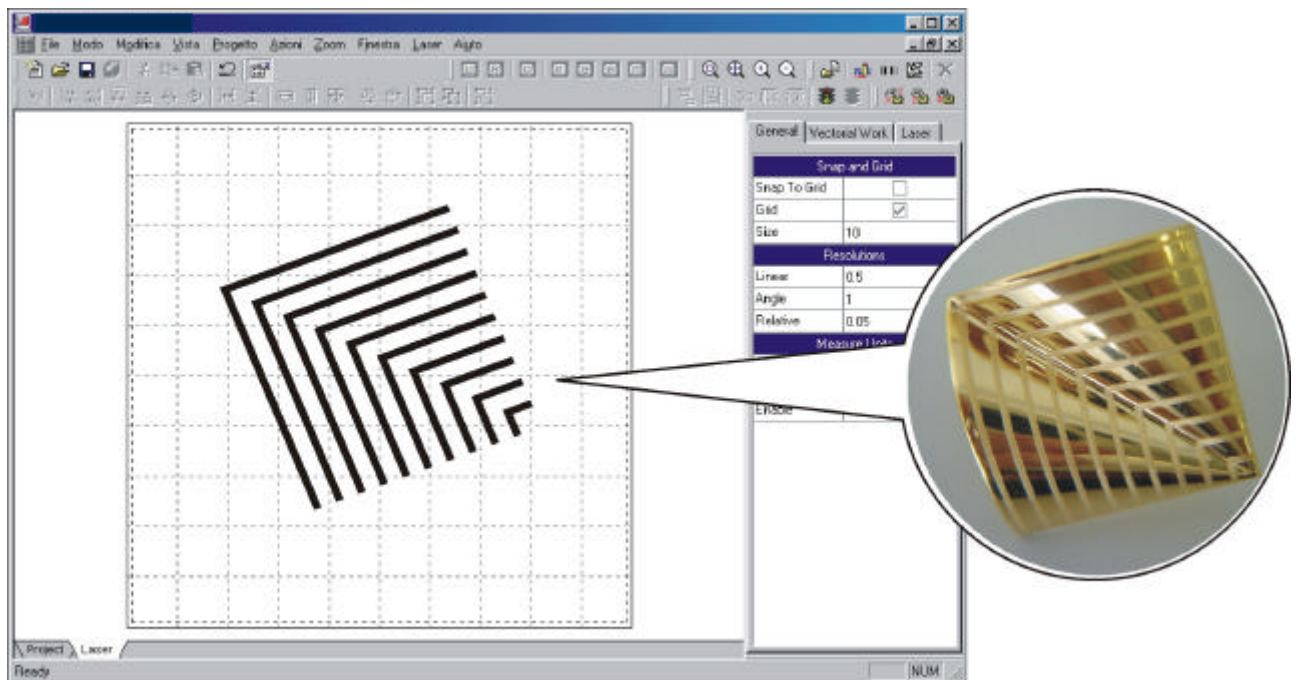 File Modo Modifica Vista Progetto Azioni Zoom Finestra Laser Aiuto
General Vectorial Work Laser
Snap and Grid
Snap To Grid
Grid
Size 10
Resolutions
Linear 0.5
Angle 1
Relative 0.05
Measure Units
Enable
Project Laser
Ready NUM